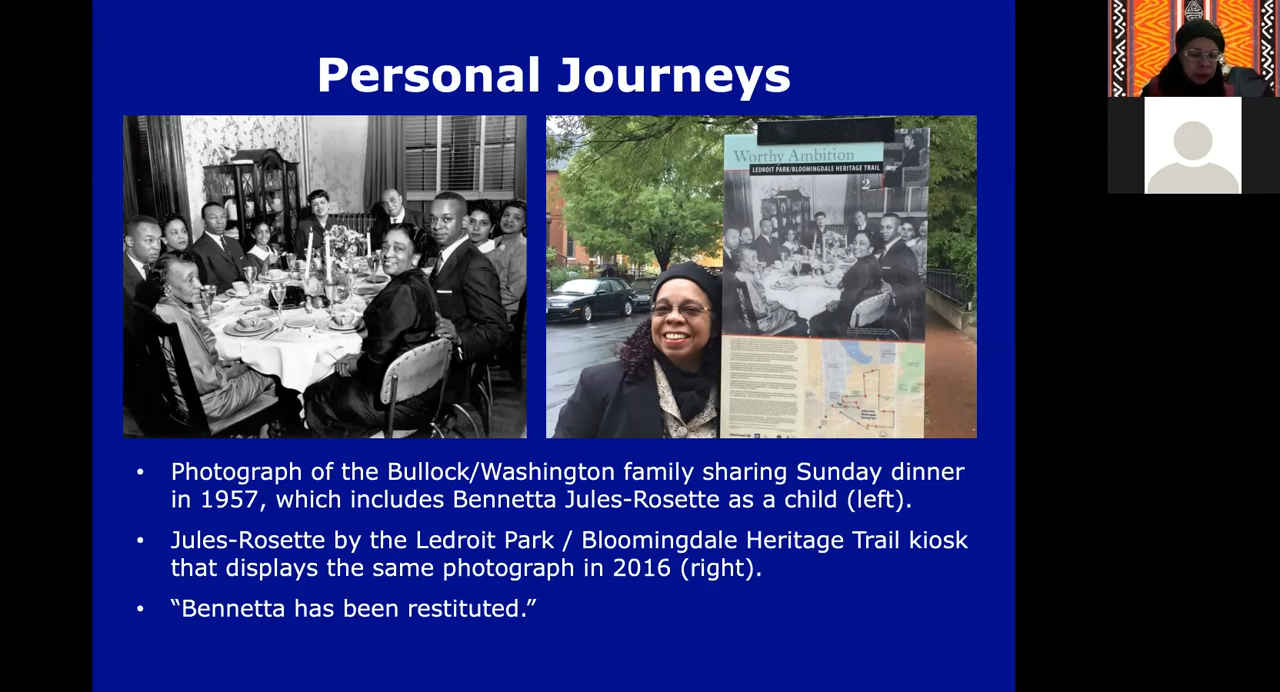 Personal Journeys
Worthy Ambition
LEDROIT PARK/BLOOMINGDALE HERITAGE TRAIL
2
• Photograph of the Bullock/Washington family sharing Sunday dinner
in 1957, which includes Bennetta Jules-Rosette as a child (left).
• Jules-Rosette by the Ledroit Park / Bloomingdale Heritage Trail kiosk
that displays the same photograph in 2016 (right).
• “Bennetta has been restituted.”